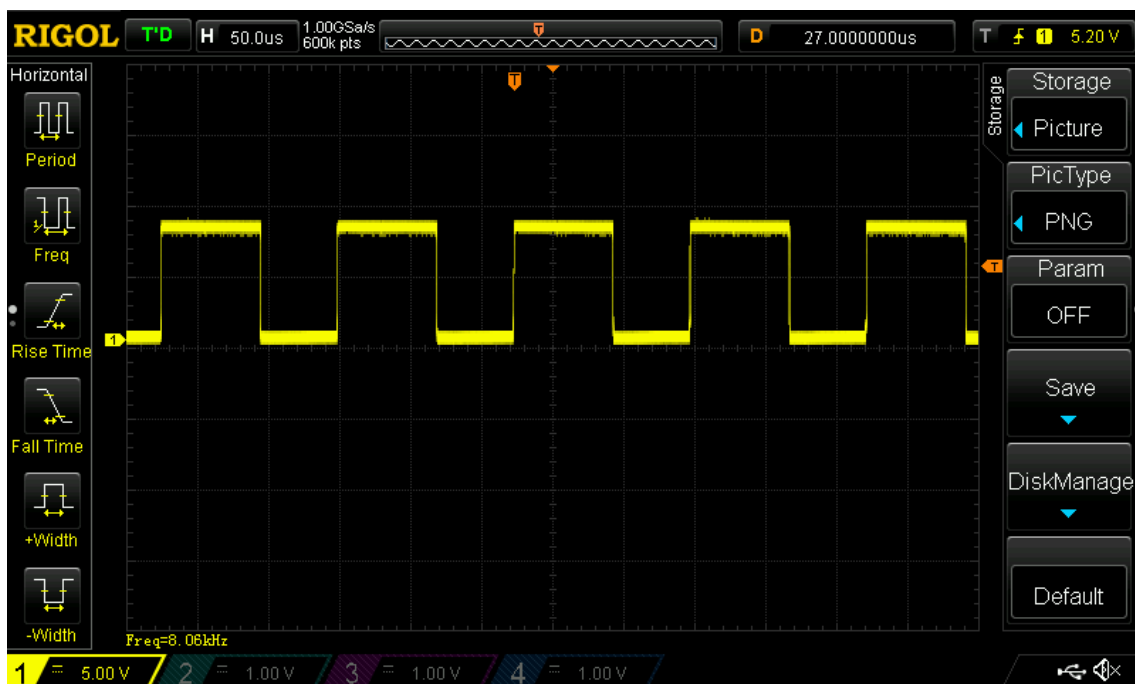 RIGOL T'D H 50.0us 1.00GSa/s 600k pts T D 27.0000000us T 1 5.20 V
Horizontal
Period
Freq
Rise Time
Fall Time
+Width
-Width
T
T
1
Freq=8.06kHz
Storage
Storage
Picture
PicType
PNG
Param
OFF
Save
DiskManage
Default
1 5.00 V 2 1.00 V 3 1.00 V 4 1.00 V